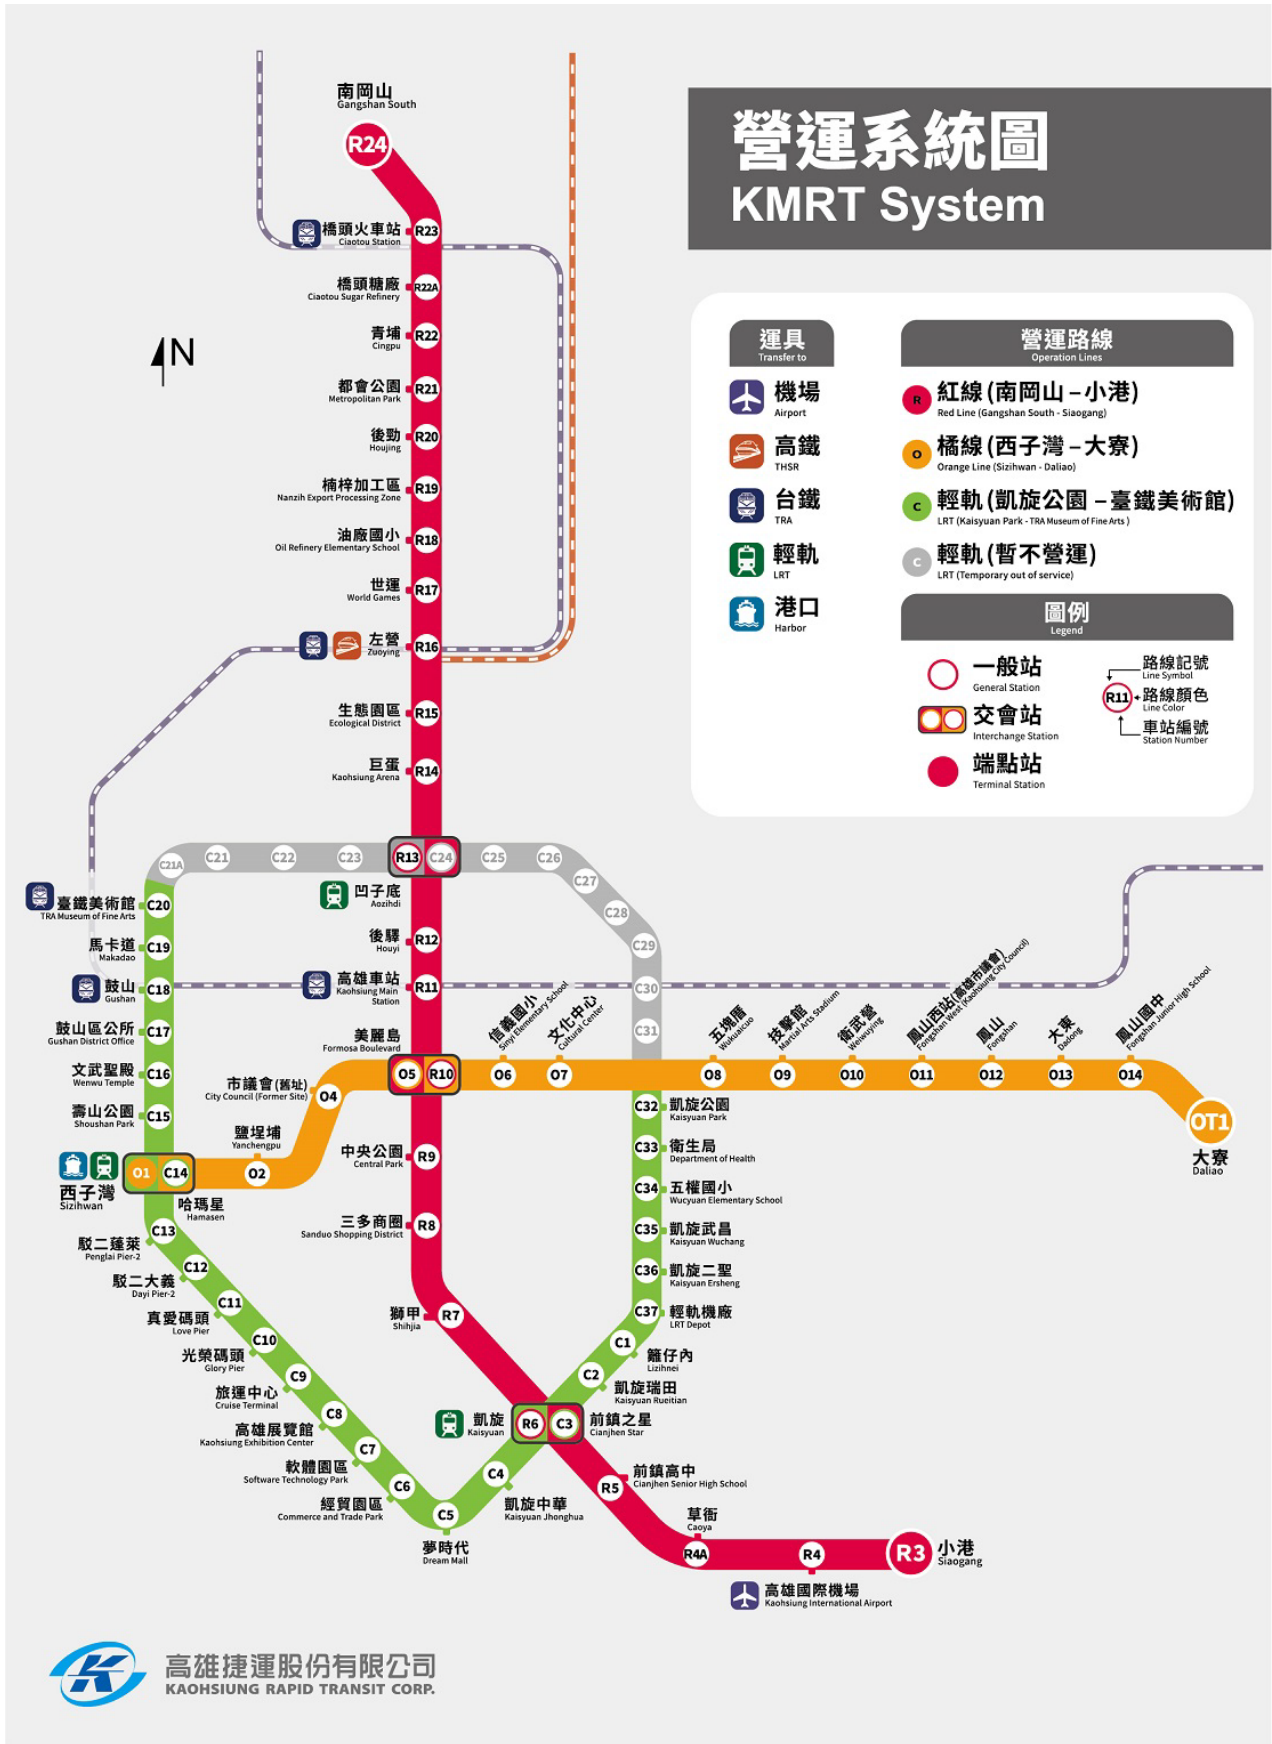 營運系統圖
KMRT System
運具
Transfer to
機場
Airport
高鐵
THSR
台鐵
TRA
輕軌
LRT
港口
Harbor
營運路線
Operation Lines
R
紅線(南岡山–小港)
Red Line (Gangshan South - Siaogang)
O
橘線(西子灣–大寮)
Orange Line (Sizihwan - Daliao)
C
輕軌(凱旋公園 –臺鐵美術館)
LRT (Kaisyuan Park - TRA Museum of Fine Arts )
C
輕軌(暫不營運)
LRT (Temporary out of service)
圖例
Legend
一般站
General Station
交會站
Interchange Station
端點站
Terminal Station
R11
路線記號
Line Symbol
路線顏色
Line Color
車站編號
Station Number
N
南岡山
Gangshan South
R24
橋頭火車站
Ciaotou Station
R23
橋頭糖廠
Ciaotou Sugar Refinery
R22A
青埔
Cingpu
R22
都會公園
Metropolitan Park
R21
後勁
Houjing
R20
楠梓加工區
Nanzih Export Processing Zone
R19
油廠國小
Oil Refinery Elementary School
R18
世運
World Games
R17
左營
Zuoying
R16
生態園區
Ecological District
R15
巨蛋
Kaohsiung Arena
R14
C21A
C21
C22
C23
R13
C24
C25
C26
C27
C28
C29
C30
C31
凹子底
Aozihdi
後驛
Houyi
R12
高雄車站
Kaohsiung Main
Station
R11
美麗島
Formosa Boulevard
O5
R10
臺鐵美術館
TRA Museum of Fine Arts
C20
馬卡道
Makadao
C19
鼓山
Gushan
C18
鼓山區公所
Gushan District Office
C17
文武聖殿
Wenwu Temple
C16
壽山公園
Shoushan Park
C15
O1
C14
西子灣
Sizihwan
哈瑪星
Hamasen
鹽埕埔
Yanchengpu
O2
市議會(舊址)
City Council (Former Site)
O4
信義國小
Sinyi Elementary School
O6
文化中心
Cultural Center
O7
五塊厝
Wukuaicuo
O8
技擊館
Martial Arts Stadium
O9
衛武營
Weiwuying
O10
鳳山西站(高雄市議會)
Fongshan West (Kaohsiung City Council)
O11
鳳山
Fongshan
O12
大東
Dadong
O13
鳳山國中
Fongshan Junior High School
O14
OT1
大寮
Daliao
中央公園
Central Park
R9
三多商圈
Sanduo Shopping District
R8
獅甲
Shihjia
R7
C32
凱旋公園
Kaisyuan Park
C33
衛生局
Department of Health
C34
五權國小
Wucyuan Elementary School
C35
凱旋武昌
Kaisyuan Wuchang
C36
凱旋二聖
Kaisyuan Ersheng
C37
輕軌機廠
LRT Depot
C1
籬仔內
Lizihnei
C2
凱旋瑞田
Kaisyuan Rueitian
凱旋
Kaisyuan
R6
C3
前鎮之星
Cianjhen Star
C13
駁二蓬萊
Penglai Pier-2
C12
駁二大義
Dayi Pier-2
C11
真愛碼頭
Love Pier
C10
光榮碼頭
Glory Pier
C9
旅運中心
Cruise Terminal
C8
高雄展覽館
Kaohsiung Exhibition Center
C7
軟體園區
Software Technology Park
C6
經貿園區
Commerce and Trade Park
C5
夢時代
Dream Mall
C4
凱旋中華
Kaisyuan Jhonghua
前鎮高中
Cianjhen Senior High School
R5
草衙
Caoya
R4A
R4
高雄國際機場
Kaohsiung International Airport
R3
小港
Siaogang
高雄捷運股份有限公司
KAOHSIUNG RAPID TRANSIT CORP.